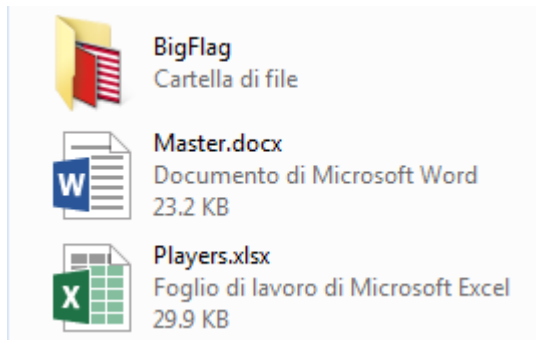 BigFlag
Cartella di file
Master.docx
Documento di Microsoft Word
23.2 KB
Players.xlsx
Foglio di lavoro di Microsoft Excel
29.9 KB